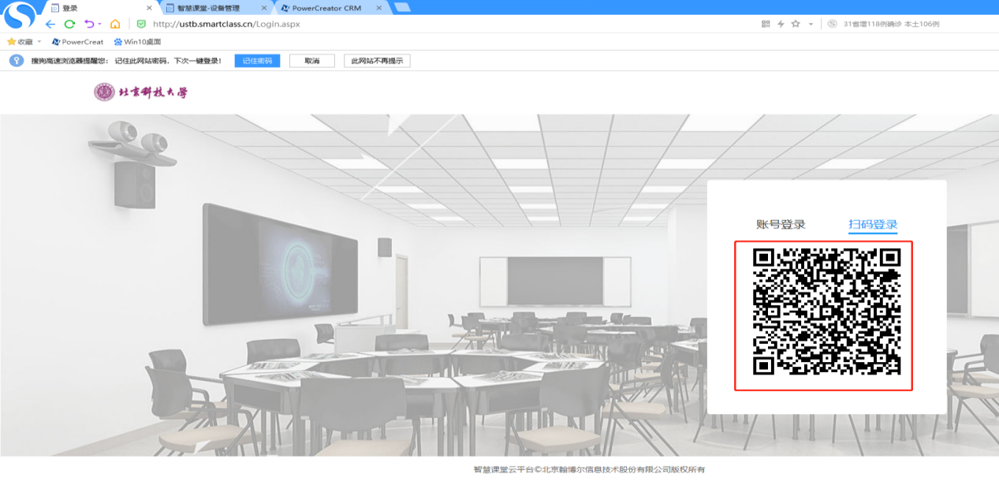 登录
智慧课堂-设备管理
PowerCreator CRM
http://ustb.smartclass.cn/Login.aspx
31省增118例确诊 本土106例
收藏
PowerCreat
Win10桌面
搜狗高速浏览器提醒您： 记住此网站密码，下次一键登录！
记住密码
取消
此网站不再提示
北京科技大学
账号登录
扫码登录
智慧课堂云平台©北京翰博尔信息技术股份有限公司版权所有